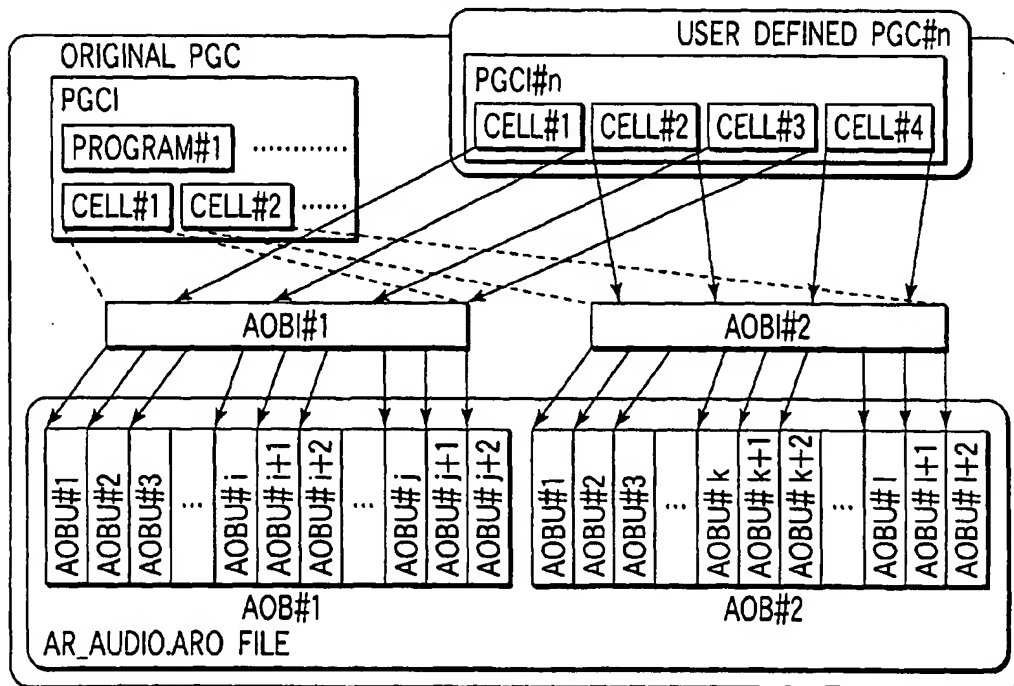 USER DEFINED PGC#n
ORIGINAL PGC
PGCI
PROGRAM#1 ............
CELL#1 CELL#2 ......
PGCI#n
CELL#1 CELL#2 CELL#3 CELL#4
AOBI#1
AOBI#2
AOBU#1
AOBU#2
AOBU#3
...
AOBU#i
AOBU#i+1
AOBU#i+2
...
AOBU#j
AOBU#j+1
AOBU#j+2
AOB#1
AOBU#1
AOBU#2
AOBU#3
...
AOBU#k
AOBU#k+1
AOBU#k+2
...
AOBU#l
AOBU#l+1
AOBU#l+2
AOB#2
AR_AUDIO.ARO FILE